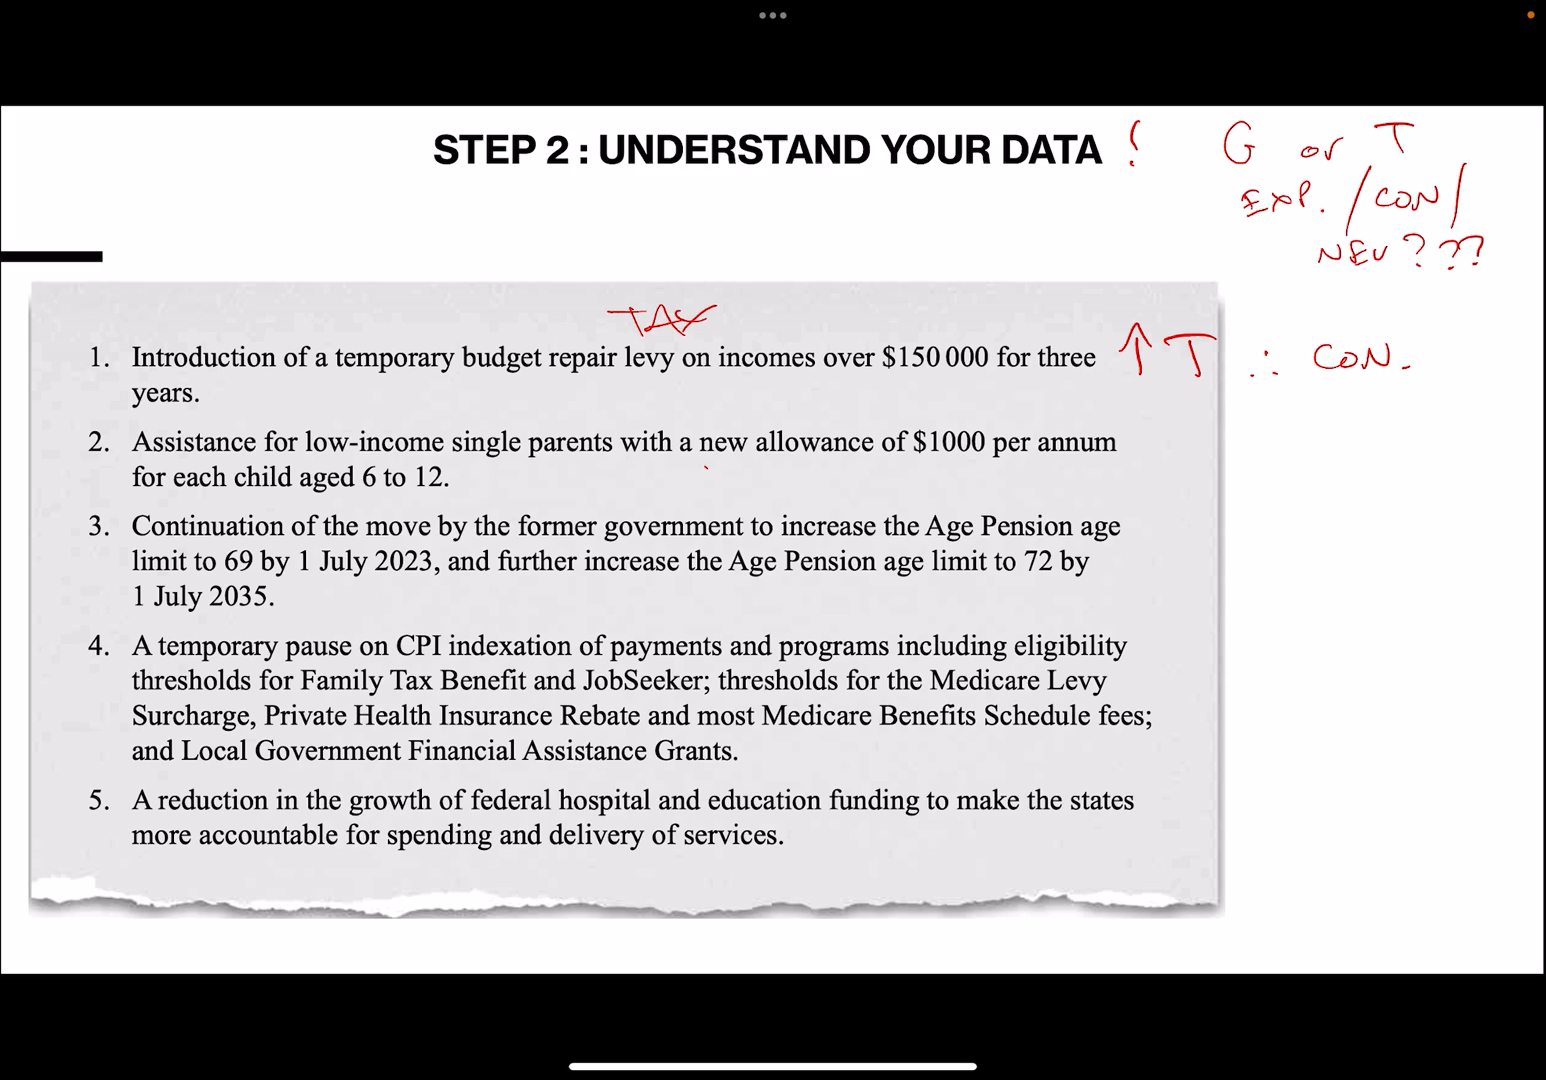 STEP 2 : UNDERSTAND YOUR DATA !
G or T
EXP. / CON /
NEU ???
TAX
1. Introduction of a temporary budget repair levy on incomes over $150 000 for three ↑ T ∴ CON.
years.
2. Assistance for low-income single parents with a new allowance of $1000 per annum
for each child aged 6 to 12.
3. Continuation of the move by the former government to increase the Age Pension age
limit to 69 by 1 July 2023, and further increase the Age Pension age limit to 72 by
1 July 2035.
4. A temporary pause on CPI indexation of payments and programs including eligibility
thresholds for Family Tax Benefit and JobSeeker; thresholds for the Medicare Levy
Surcharge, Private Health Insurance Rebate and most Medicare Benefits Schedule fees;
and Local Government Financial Assistance Grants.
5. A reduction in the growth of federal hospital and education funding to make the states
more accountable for spending and delivery of services.